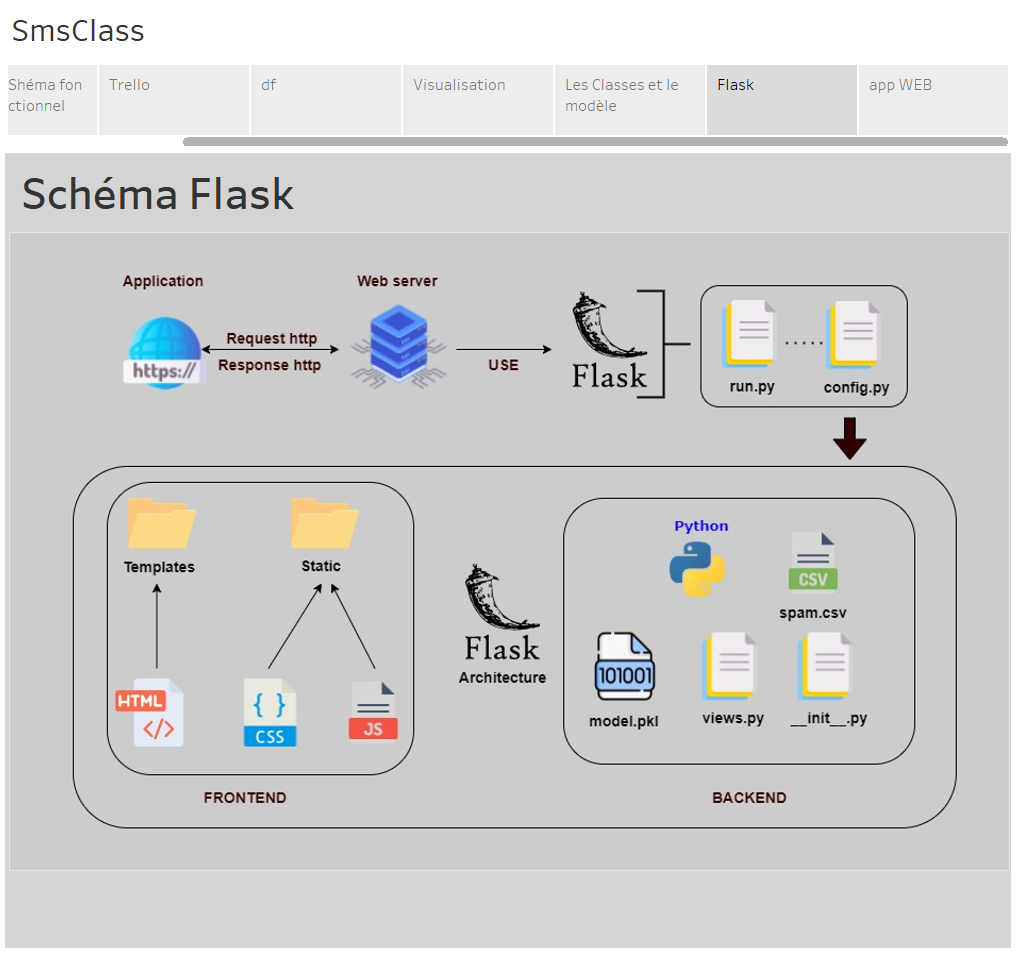 SmsClass
Shéma fon
ctionnel
Trello
df
Visualisation
Les Classes et le
modèle
Flask
app WEB
Schéma Flask
Application
Web server
https://
Request http
Response http
USE
Flask
run.py
.....
config.py
Templates
Static
HTML
</>
{ }
CSS
JS
FRONTEND
Flask
Architecture
Python
CSV
spam.csv
101001
model.pkl
views.py
__init__.py
BACKEND